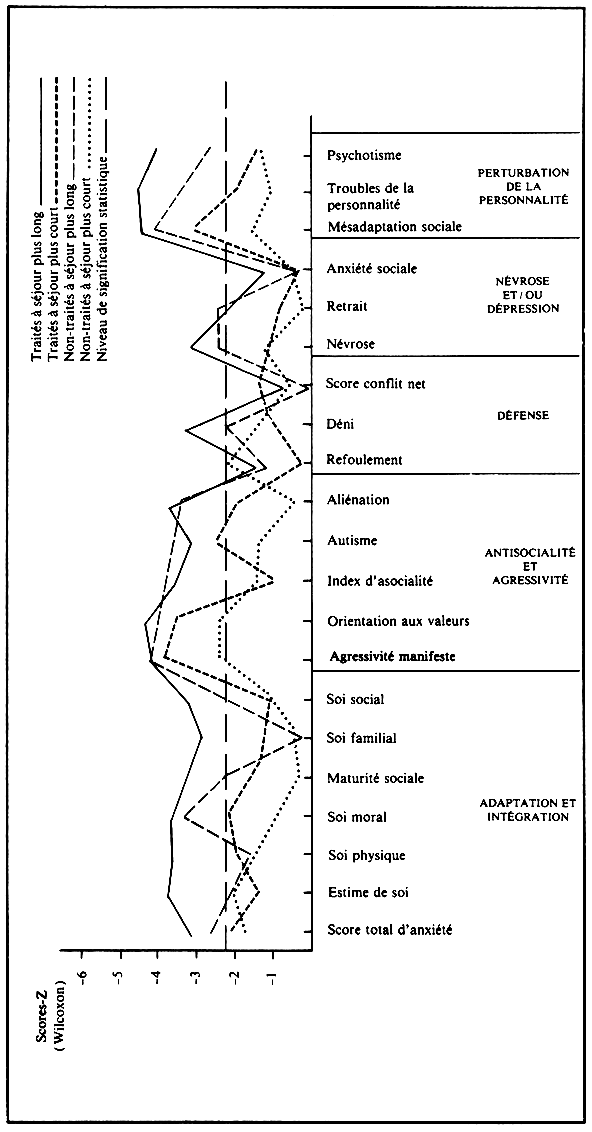 Traités à séjour plus long
Traités à séjour plus court
Non-traités à séjour plus long
Non-traités à séjour plus court
Niveau de signification statistique
Psychotisme
Troubles de la
personnalité
Mésadaptation sociale
PERTURBATION
DE LA
PERSONNALITÉ
Anxiété sociale
Retrait
Névrose
NÉVROSE
ET/OU
DÉPRESSION
Score conflit net
Déni
Refoulement
DÉFENSE
Aliénation
Autisme
Index d'asocialité
Orientation aux valeurs
Agressivité manifeste
ANTISOCIALITÉ
ET
AGRESSIVITÉ
Soi social
Soi familial
Maturité sociale
Soi moral
Soi physique
Estime de soi
Score total d'anxiété
ADAPTATION ET
INTÉGRATION
-6
-5
-4
-3
-2
-1
Scores-Z
(Wilcoxon)